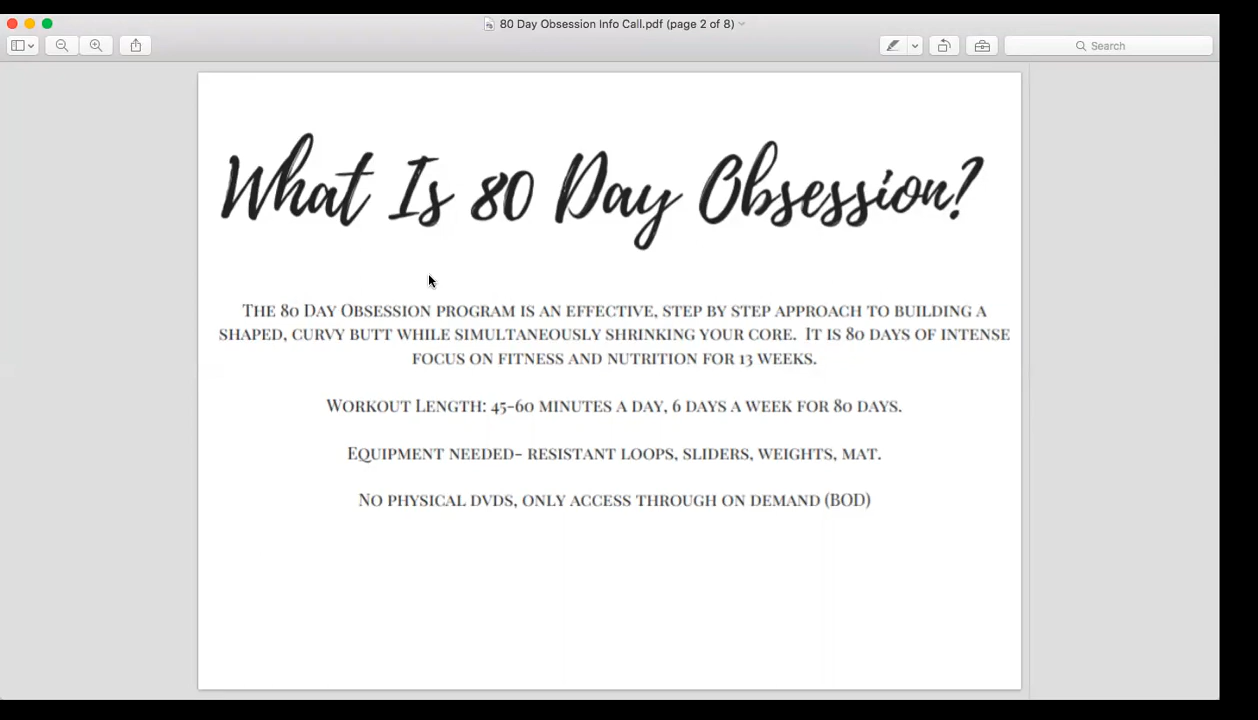 80 Day Obsession Info Call.pdf (page 2 of 8)
Search
What Is 80 Day Obsession?
The 80 Day Obsession program is an effective, step by step approach to building a
shaped, curvy butt while simultaneously shrinking your core. It is 80 days of intense
focus on fitness and nutrition for 13 weeks.
Workout Length: 45-60 minutes a day, 6 days a week for 80 days.
Equipment needed- resistant loops, sliders, weights, mat.
No physical dvds, only access through on demand (BOD)